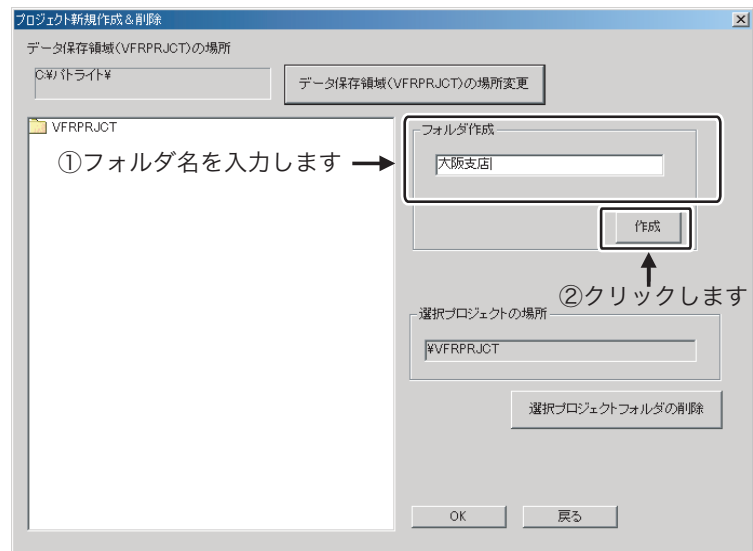 プロジェクト新規作成&削除
データ保存領域(VFRPRJCT)の場所
C:¥パトライト¥
データ保存領域(VFRPRJCT)の場所変更
VFRPRJCT
フォルダ作成
①フォルダ名を入力します
大阪支店
作成
②クリックします
選択プロジェクトの場所
¥VFRPRJCT
選択プロジェクトフォルダの削除
OK
戻る